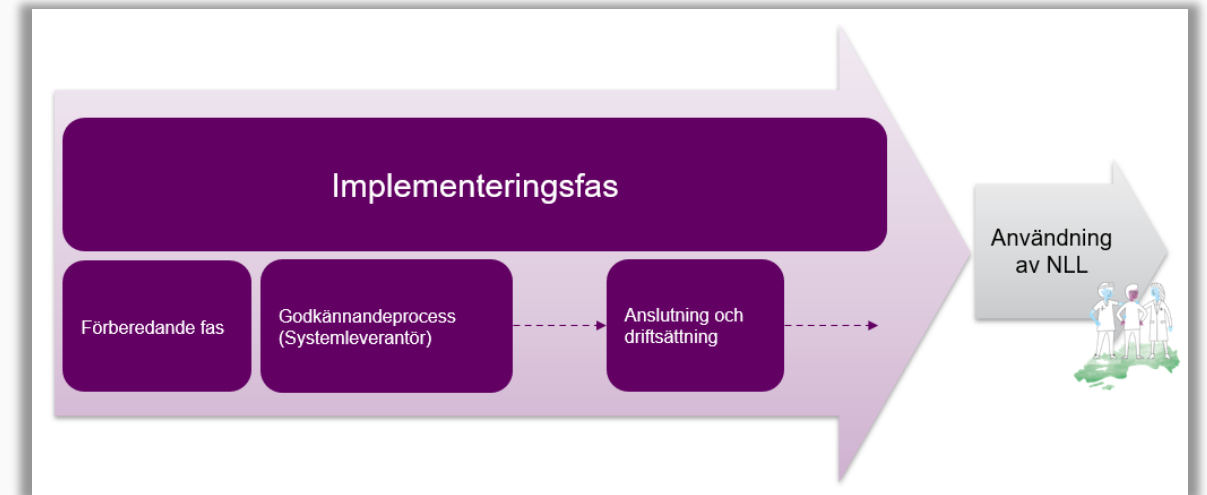 Implementeringsfas
Användning
av NLL
Förberedande fas
Godkännandeprocess
(Systemleverantör)
Anslutning och
driftsättning